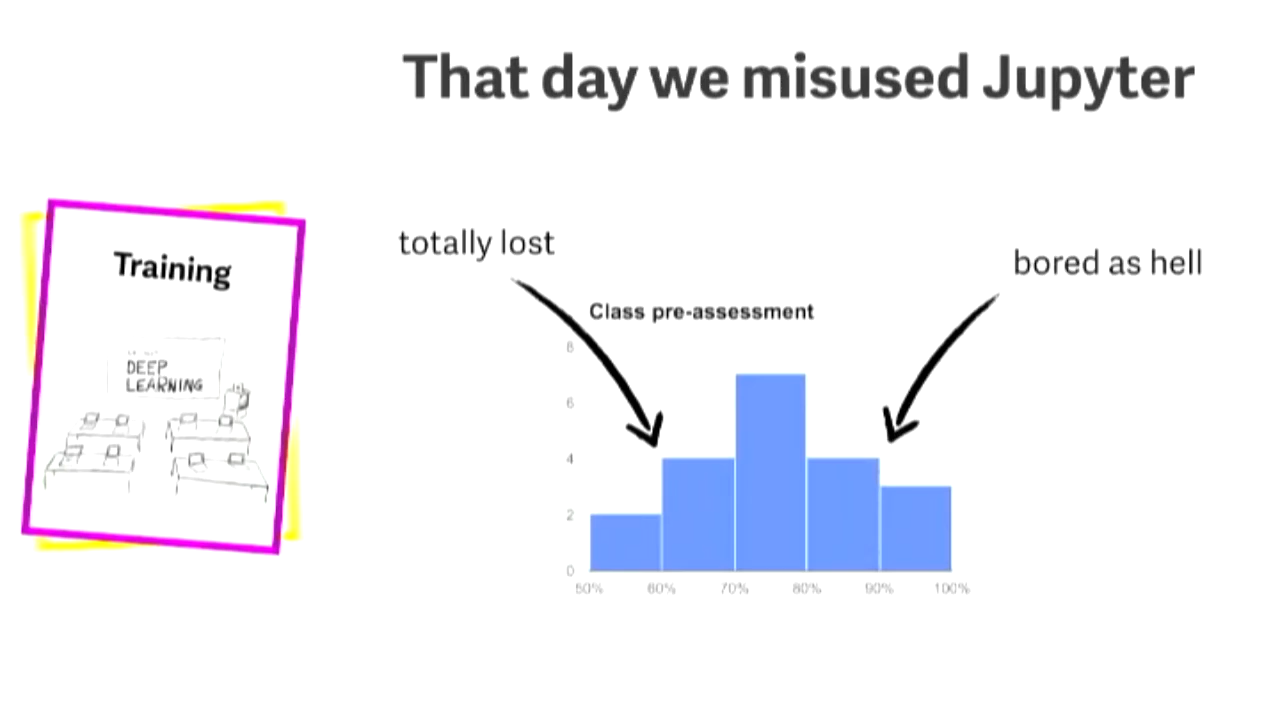 That day we misused Jupyter
Training
DEEP
LEARNING
totally lost
bored as hell
Class pre-assessment
8
6
4
2
0
50% 60% 70% 80% 90% 100%